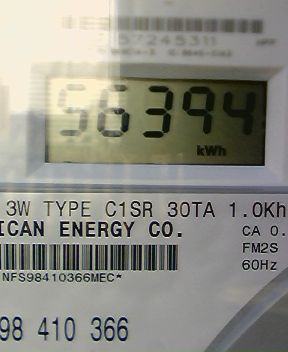 57245311
56394
kWh
3W TYPE C1SR 30TA 1.0Kh
ICAN ENERGY CO.
CA 0.
FM2S
60Hz
NFS98410366MEC*
98 410 366